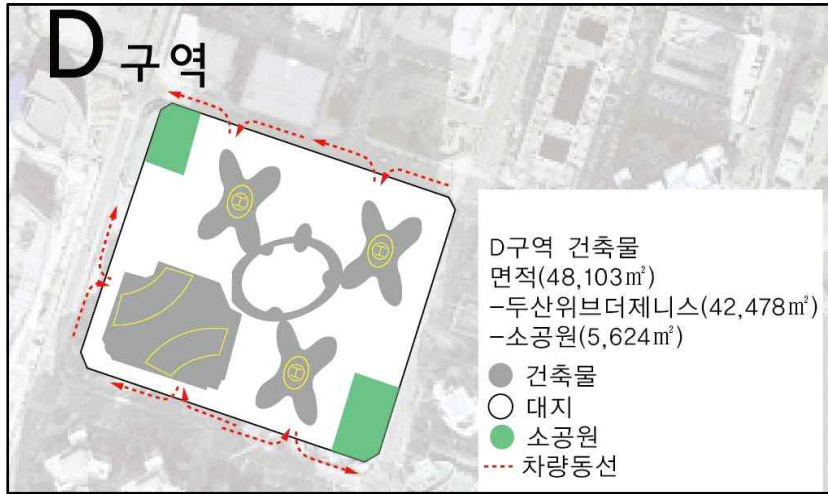 D 구역
D구역 건축물
면적(48,103㎡)
-두산위브더제니스(42,478㎡)
-소공원(5,624㎡)
건축물
대지
소공원
차량동선